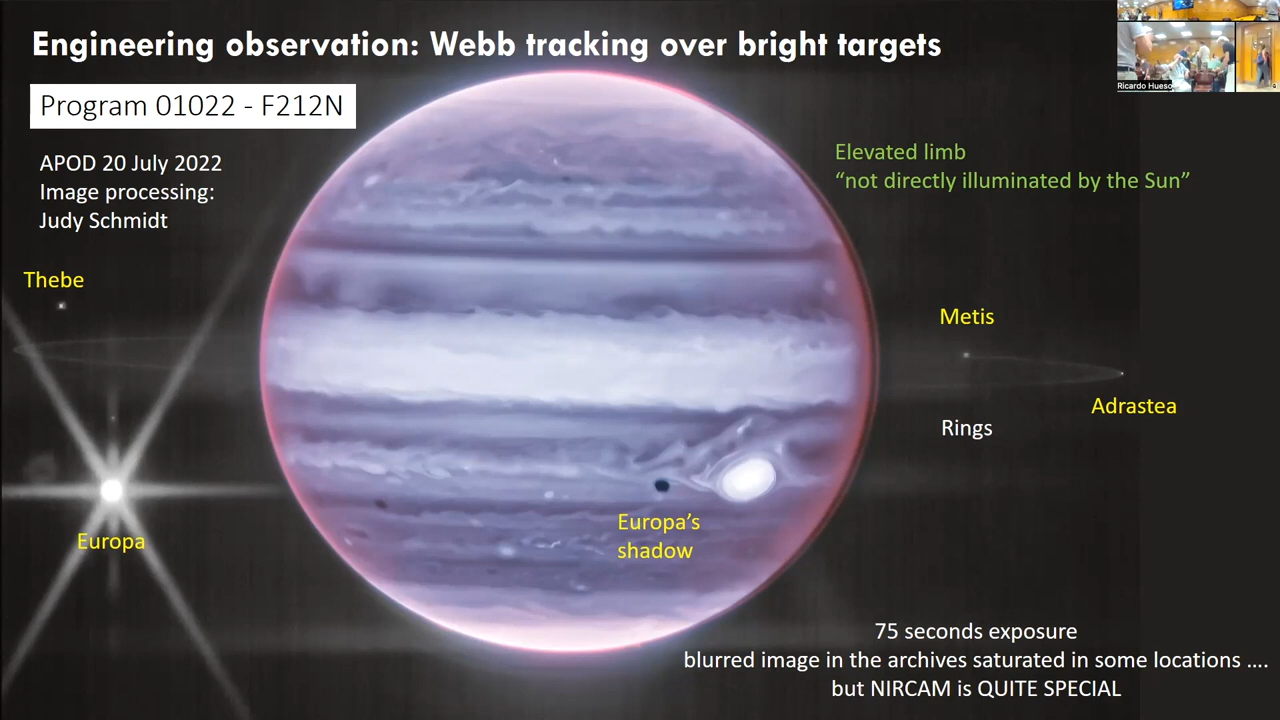 Engineering observation: Webb tracking over bright targets
Ricardo Hueso
Program 01022 - F212N
APOD 20 July 2022
Image processing:
Judy Schmidt
Elevated limb
“not directly illuminated by the Sun”
Thebe
Metis
Adrastea
Rings
Europa
Europa’s
shadow
75 seconds exposure
blurred image in the archives saturated in some locations ....
but NIRCAM is QUITE SPECIAL